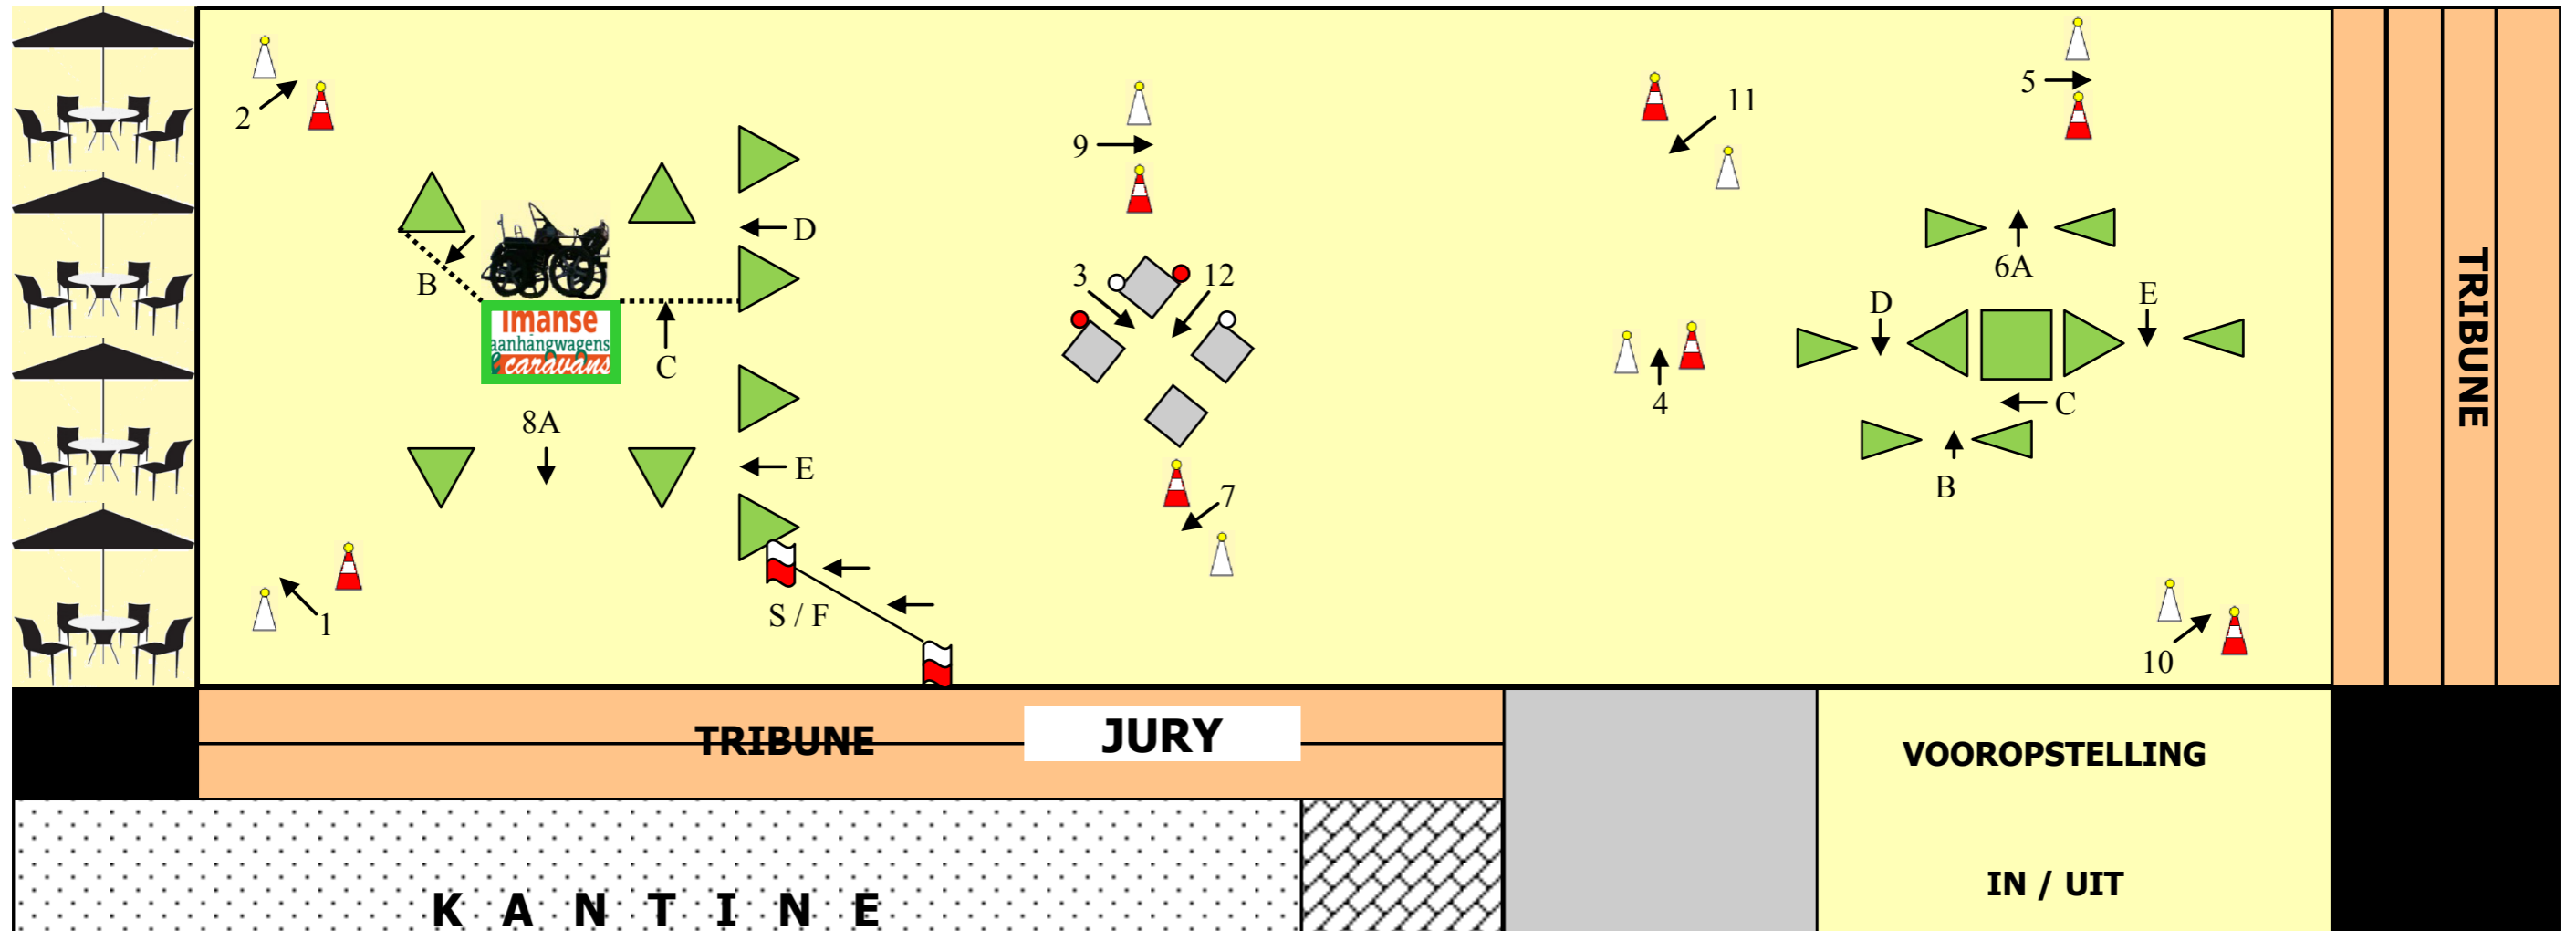 5
2
11
9
D
B
3
12
6A
D
E
C
4
C
8A
E
B
7
S / F
1
10
imanse
aanhangwagens
& caravans
TRIBUNE
TRIBUNE
JURY
VOOROPSTELLING
IN / UIT
K A N T I N E